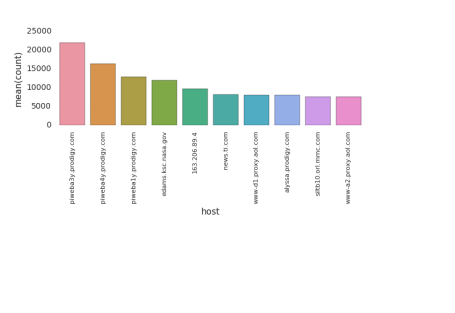 25000
20000
15000
10000
5000
0
mean(count)
piweba3y.prodigy.com
piweba4y.prodigy.com
piweba1y.prodigy.com
edams.ksc.nasa.gov
163.206.89.4
news.ti.com
www-d1.proxy.aol.com
alyssa.prodigy.com
siltb10.orl.mmc.com
www-a2.proxy.aol.com
host